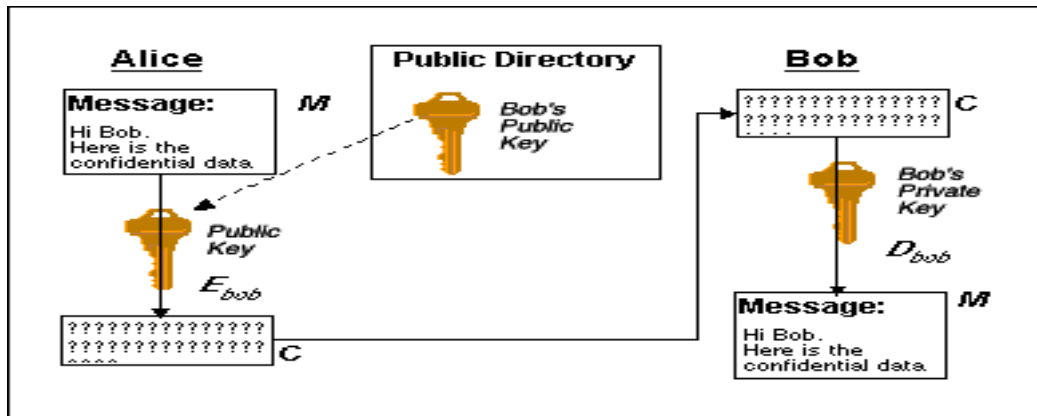 Alice
Message:
M
Hi Bob.
Here is the
confidential data
Public
Key
E bob
???????????????
???????????????
C
Public Directory
Bob's
Public
Key
Bob
???????????????
???????????????
C
Bob's
Private
Key
D bob
Message:
M
Hi Bob.
Here is the
confidential data